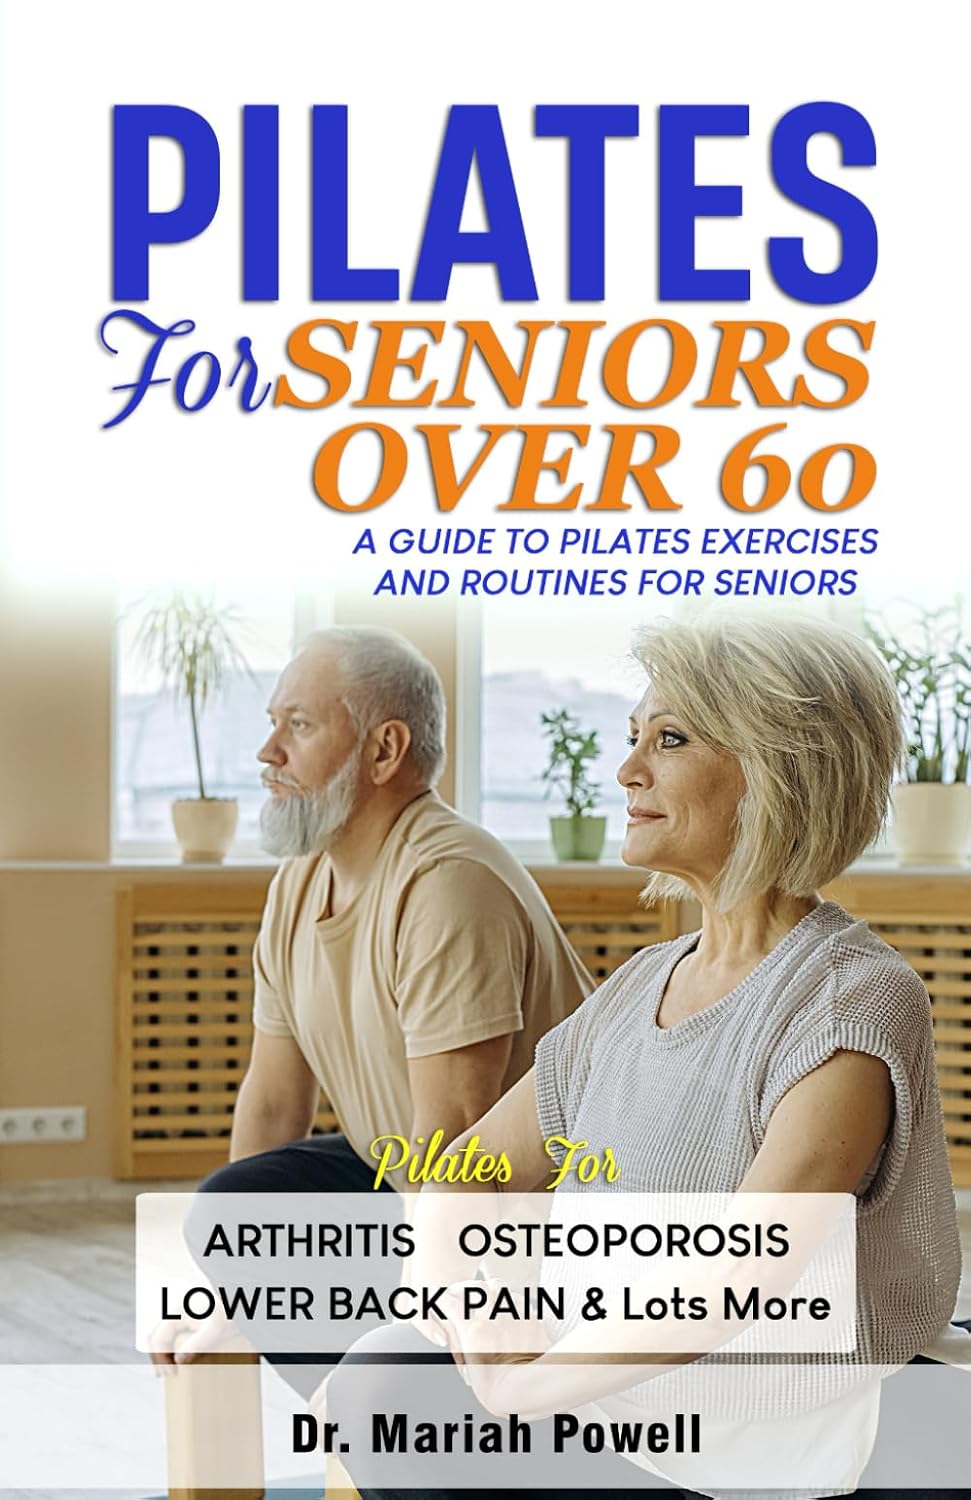 PILATES
For SENIORS
OVER 60
A GUIDE TO PILATES EXERCISES
AND ROUTINES FOR SENIORS
Pilates For
ARTHRITIS OSTEOPOROSIS
LOWER BACK PAIN & Lots More
Dr. Mariah Powell